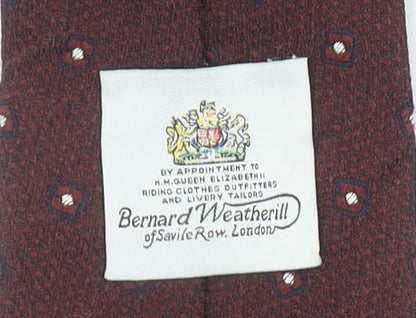 BY APPOINTMENT TO
H.M. QUEEN ELIZABETH II
RIDING CLOTHES OUTFITTERS
AND LIVERY TAILORS
Bernard Weatherill
of Savile Row. London